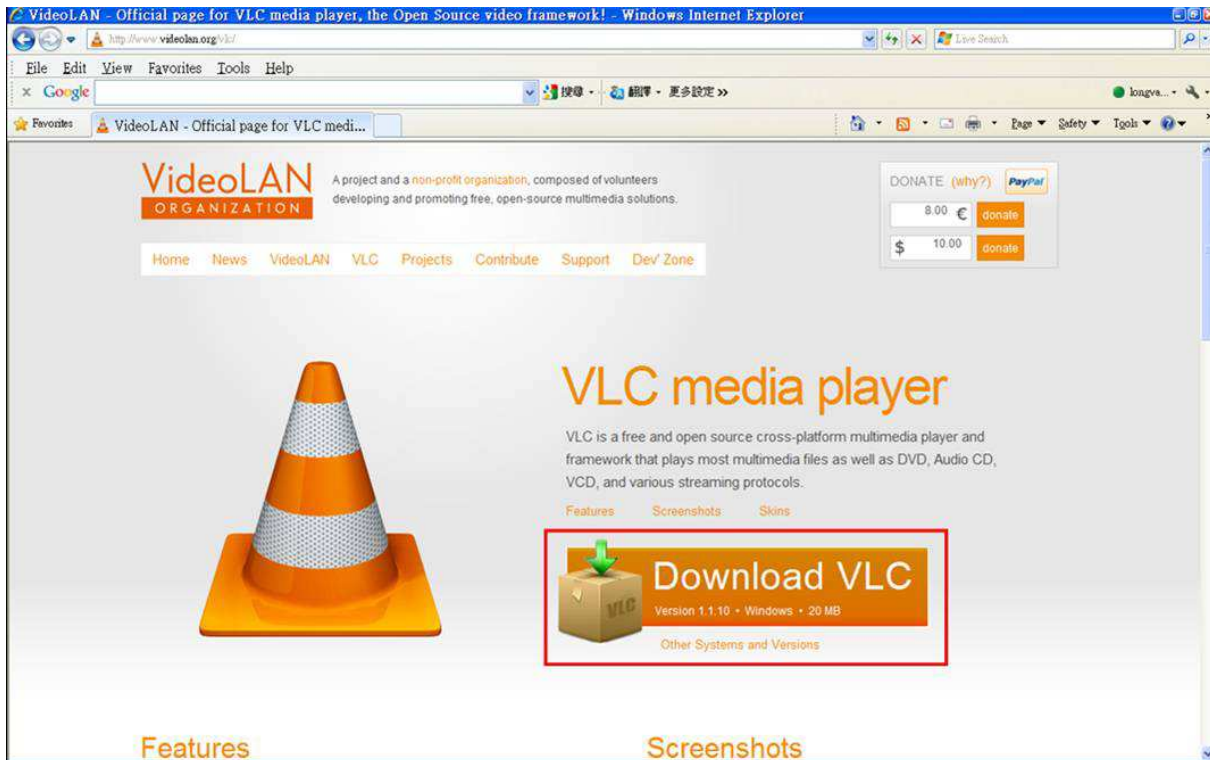 VideoLAN - Official page for VLC media player, the Open Source video framework! - Windows Internet Explorer
http://www.videolan.org/vlc/
Live Search
File Edit View Favorites Tools Help
x Google 搜尋 翻譯 更多設定 >> longva...
Favorites VideoLAN - Official page for VLC medi... Page Safety Tools
VideoLAN
ORGANIZATION
A project and a non-profit organization, composed of volunteers
developing and promoting free, open-source multimedia solutions.
DONATE (why?) PayPal
8.00 € donate
$ 10.00 donate
Home News VideoLAN VLC Projects Contribute Support Dev' Zone
VLC media player
VLC is a free and open source cross-platform multimedia player and
framework that plays most multimedia files as well as DVD, Audio CD,
VCD, and various streaming protocols.
Features Screenshots Skins
Download VLC
VLC
Version 1.1.10 • Windows • 20 MB
Other Systems and Versions
Features Screenshots